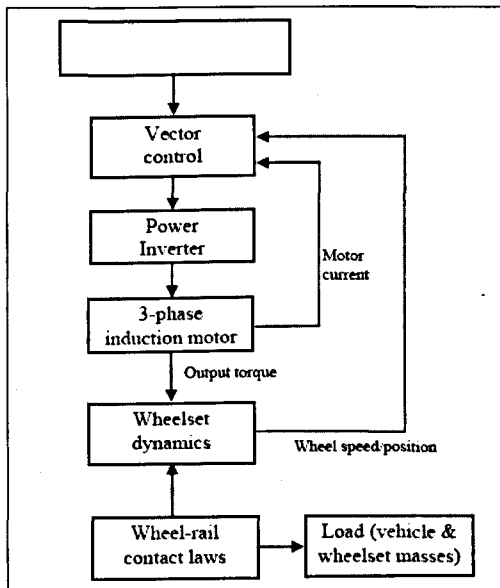 Vector
control
Power
Inverter
Motor
current
3-phase
induction motor
Output torque
Wheelset
dynamics
Wheel speed/position
Wheel-rail
contact laws
Load (vehicle &
wheelset masses)